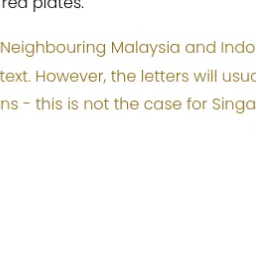 red plates.
Neighbouring Malaysia and Indo
text. However, the letters will usu
ns - this is not the case for Singa